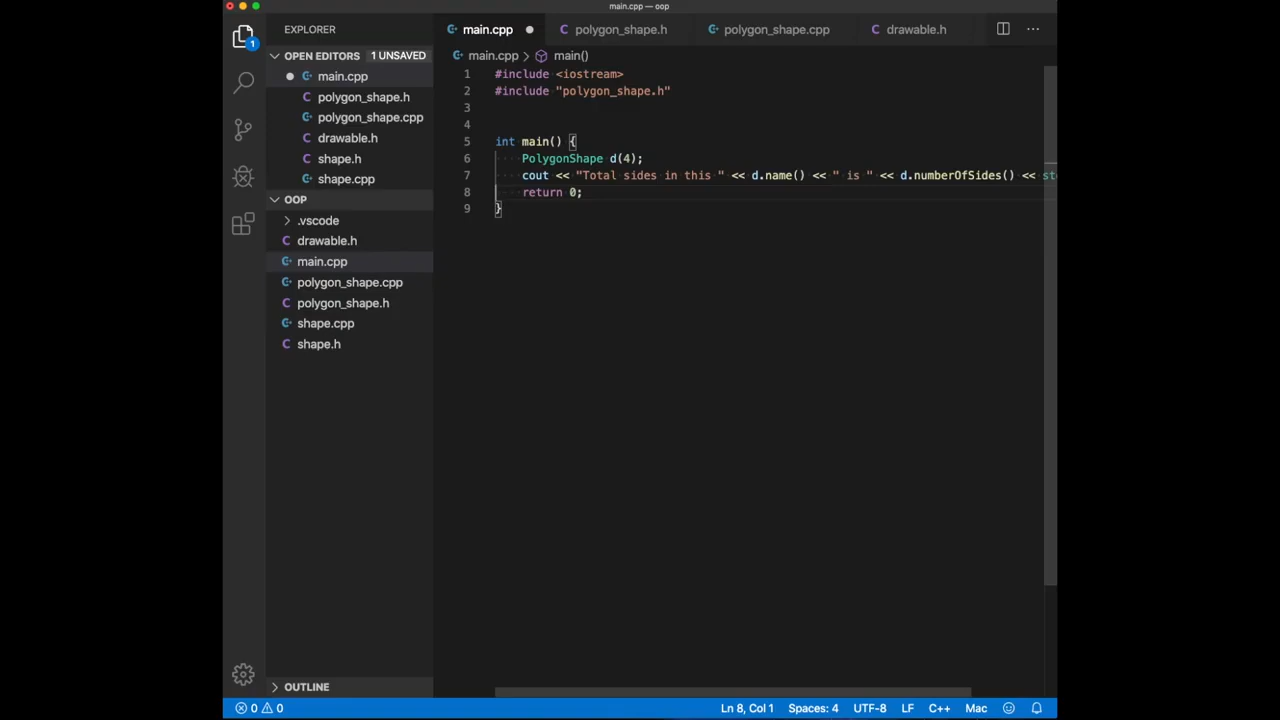 main.cpp — oop
EXPLORER
main.cpp
polygon_shape.h
polygon_shape.cpp
drawable.h
OPEN EDITORS 1 UNSAVED
main.cpp
polygon_shape.h
polygon_shape.cpp
drawable.h
shape.h
shape.cpp
OOP
.vscode
drawable.h
main.cpp
polygon_shape.cpp
polygon_shape.h
shape.cpp
shape.h
OUTLINE
1
main.cpp > main()
1 #include <iostream>
2 #include "polygon_shape.h"
3
4
5 int main() {
6 PolygonShape d(4);
7 cout << "Total sides in this " << d.name() << " is " << d.numberOfSides() << st
8 return 0;
9 }
0 0
Ln 8, Col 1 Spaces: 4 UTF-8 LF C++ Mac